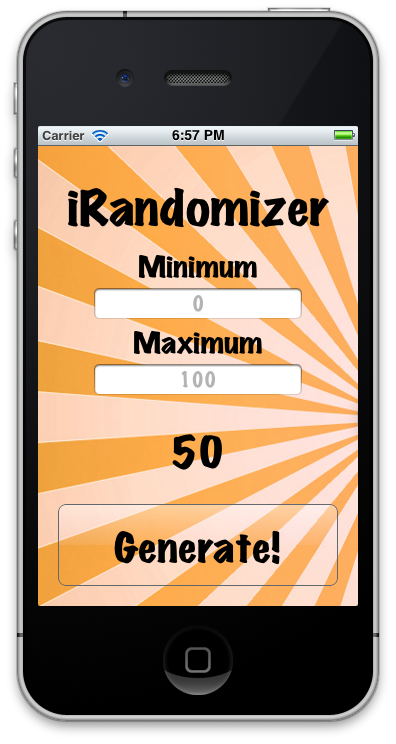 Carrier 6:57 PM
iRandomizer
Minimum
0
Maximum
100
50
Generate!